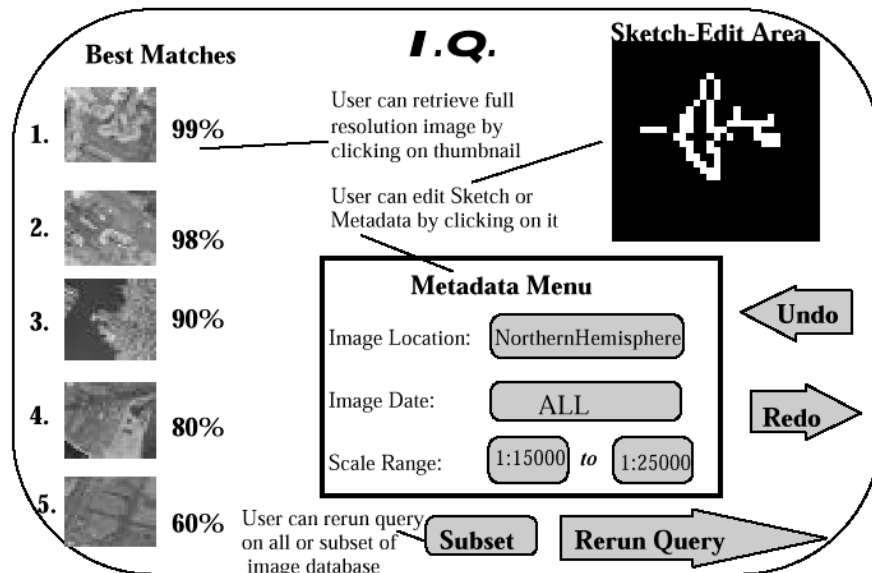 I.Q.
Best Matches
1.
99%
2.
98%
3.
90%
4.
80%
5.
60%
User can retrieve full
resolution image by
clicking on thumbnail
User can edit Sketch or
Metadata by clicking on it
Sketch-Edit Area
Metadata Menu
Image Location: NorthernHemisphere
Image Date: ALL
Scale Range: 1:15000 to 1:25000
Undo
Redo
User can rerun query
on all or subset of
image database
Subset
Rerun Query